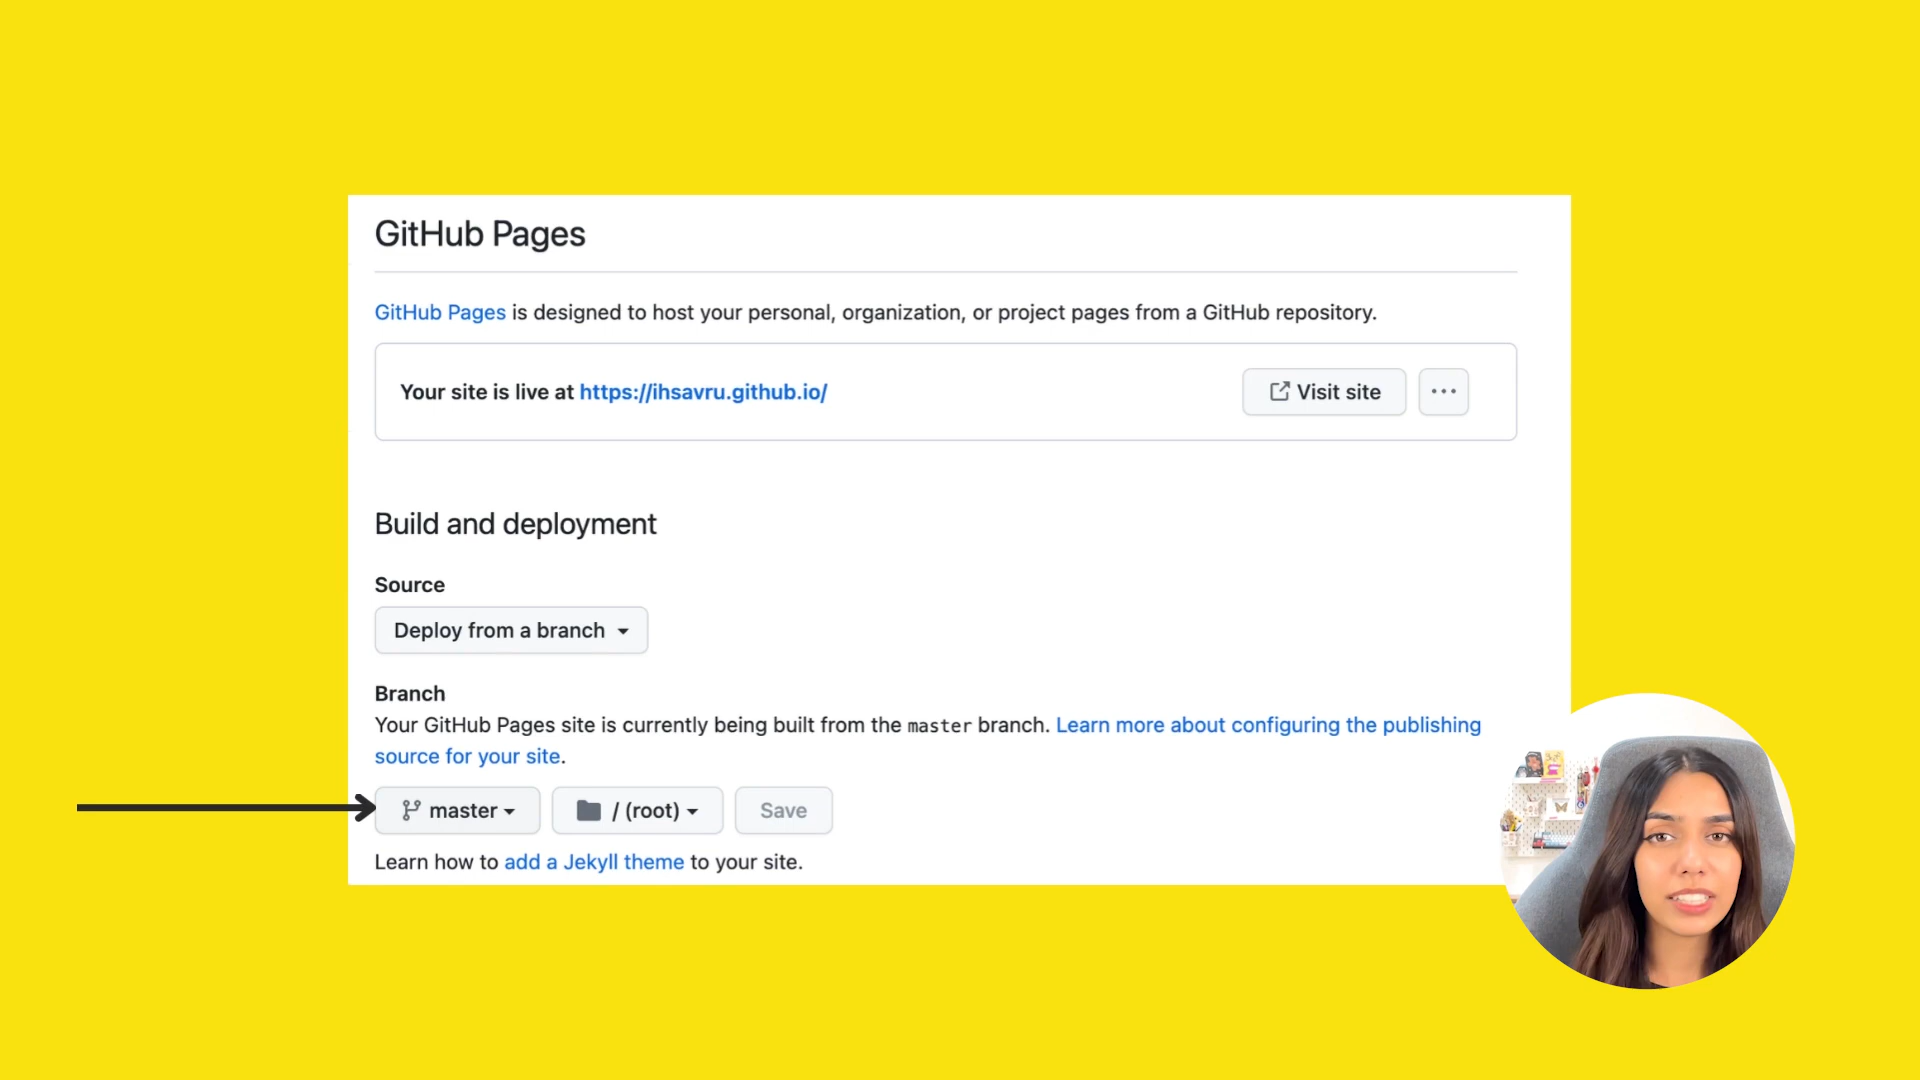 GitHub Pages
GitHub Pages is designed to host your personal, organization, or project pages from a GitHub repository.
Your site is live at https://ihsavru.github.io/
Visit site
Build and deployment
Source
Deploy from a branch
Branch
Your GitHub Pages site is currently being built from the master branch. Learn more about configuring the publishing
source for your site.
master
/ (root)
Save
Learn how to add a Jekyll theme to your site.